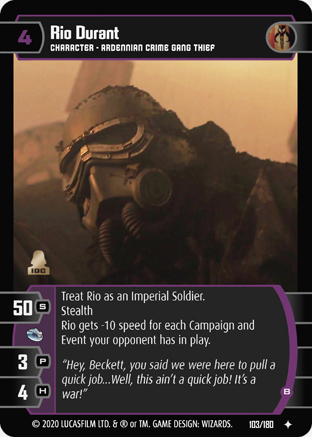 4
Rio Durant
CHARACTER - ARDENNIAN CRIME GANG THIEF
IDC
50 S
Treat Rio as an Imperial Soldier.
Stealth
Rio gets -10 speed for each Campaign and
Event your opponent has in play.
3 P
4 H
“Hey, Beckett, you said we were here to pull a
quick job...Well, this ain’t a quick job! It’s a
war!”
B
© 2020 LUCASFILM LTD. & ® or TM. GAME DESIGN: WIZARDS.
103/180